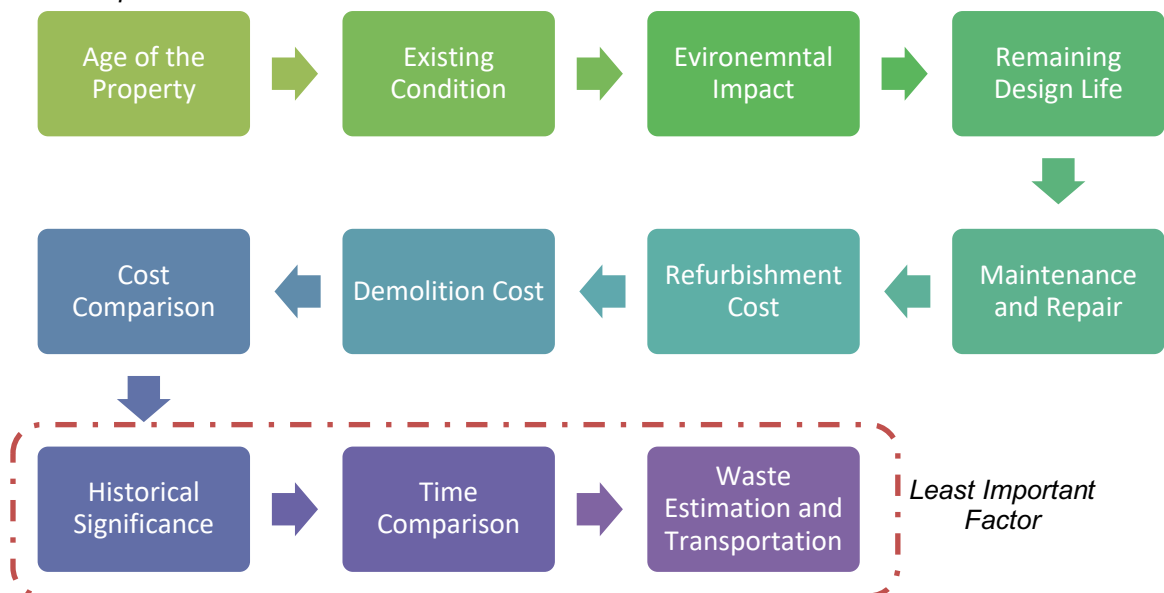 Age of the
Property
Existing
Condition
Evironemntal
Impact
Remaining
Design Life
Maintenance
and Repair
Refurbishment
Cost
Demolition Cost
Cost
Comparison
Historical
Significance
Time
Comparison
Waste
Estimation and
Transportation
Least Important
Factor